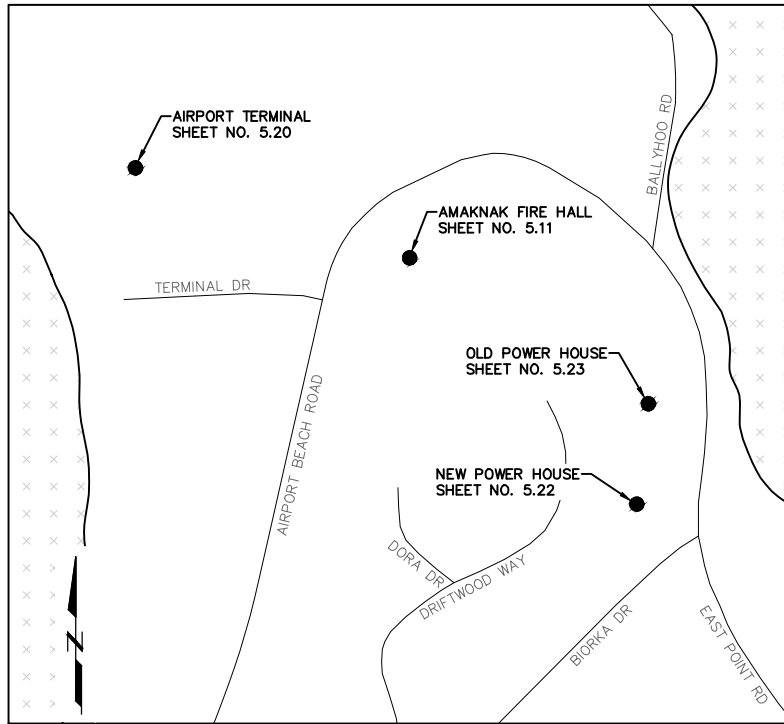 AIRPORT TERMINAL
SHEET NO. 5.20
BALLYHOO RD
AMAKNAK FIRE HALL
SHEET NO. 5.11
TERMINAL DR
OLD POWER HOUSE
SHEET NO. 5.23
AIRPORT BEACH ROAD
NEW POWER HOUSE
SHEET NO. 5.22
DORA DR
DRIFTWOOD WAY
BIORKA DR
EAST POINT RD
N